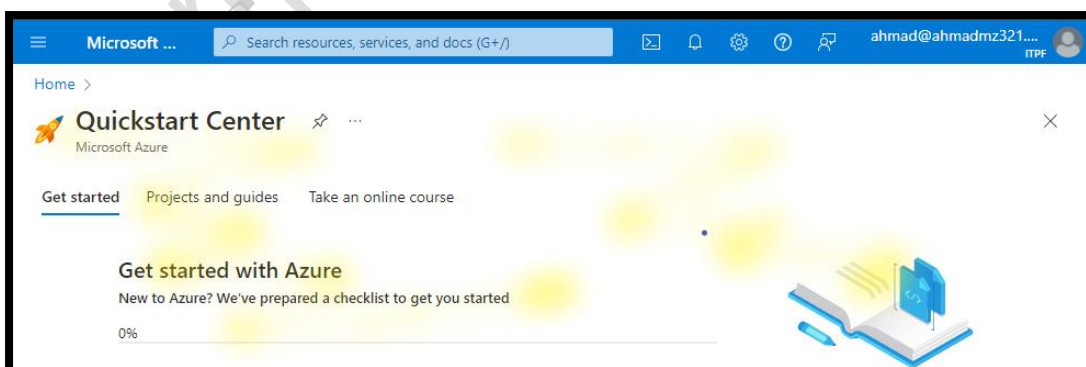 Microsoft ...
Search resources, services, and docs (G+/)
ahmad@ahmadmz321....
ITPF
Home >
Quickstart Center ...
Microsoft Azure
Get started
Projects and guides
Take an online course
Get started with Azure
New to Azure? We've prepared a checklist to get you started
0%